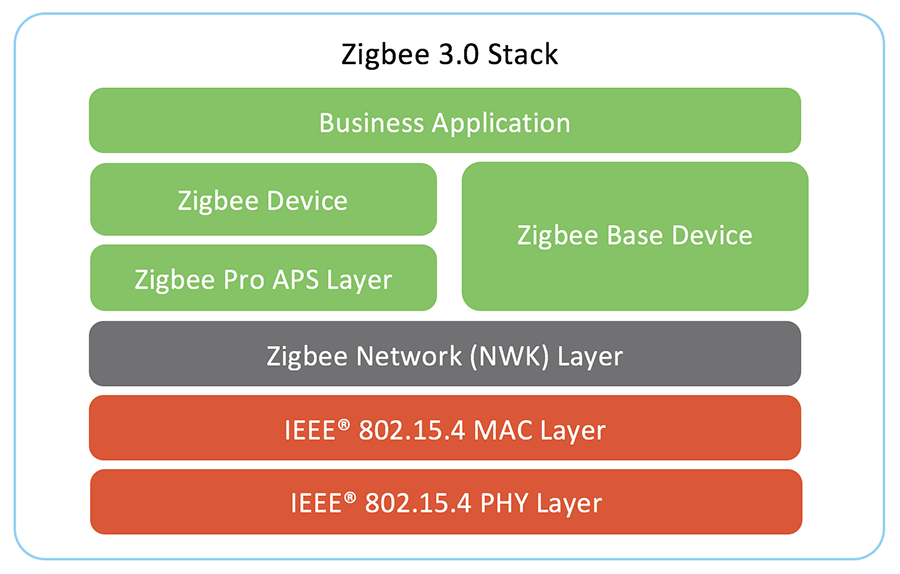 Zigbee 3.0 Stack
Business Application
Zigbee Device
Zigbee Pro APS Layer
Zigbee Base Device
Zigbee Network (NWK) Layer
IEEE® 802.15.4 MAC Layer
IEEE® 802.15.4 PHY Layer